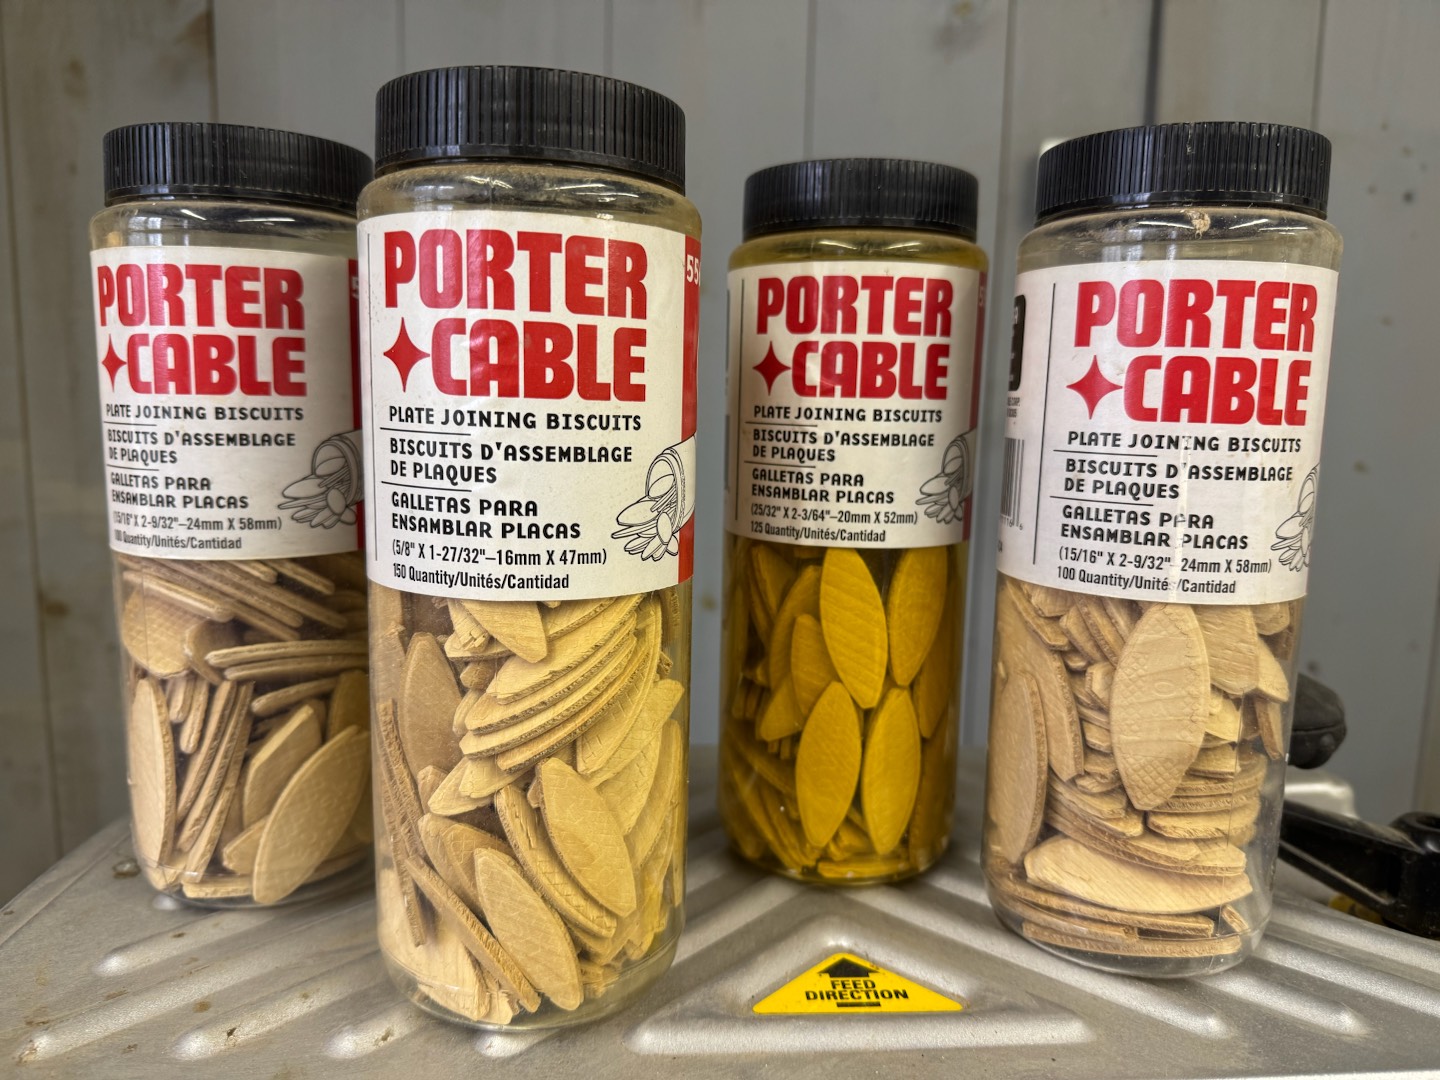 PORTER
CABLE
PLATE JOINING BISCUITS
BISCUITS D'ASSEMBLAGE
DE PLAQUES
GALLETAS PARA
ENSAMBLAR PLACAS
(15/16" X 2-9/32"–24mm X 58mm)
100 Quantity/Unités/Cantidad
PORTER
CABLE
PLATE JOINING BISCUITS
BISCUITS D'ASSEMBLAGE
DE PLAQUES
GALLETAS PARA
ENSAMBLAR PLACAS
(5/8" X 1-27/32"–16mm X 47mm)
150 Quantity/Unités/Cantidad
55
PORTER
CABLE
PLATE JOINING BISCUITS
BISCUITS D'ASSEMBLAGE
DE PLAQUES
GALLETAS PARA
ENSAMBLAR PLACAS
(25/32" X 2-3/64"–20mm X 52mm)
125 Quantity/Unités/Cantidad
PORTER
CABLE
PLATE JOINING BISCUITS
BISCUITS D'ASSEMBLAGE
DE PLAQUES
GALLETAS PARA
ENSAMBLAR PLACAS
(15/16" X 2-9/32"–24mm X 58mm)
100 Quantity/Unités/Cantidad
FEED
DIRECTION